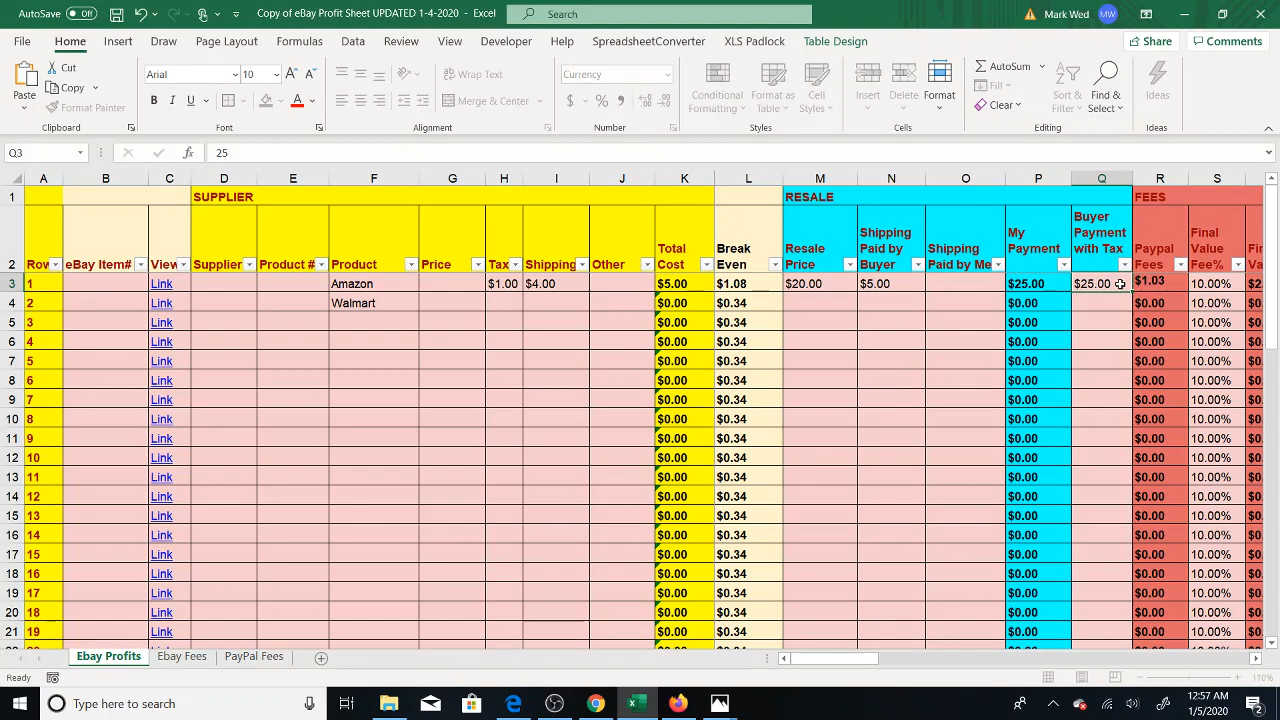 AutoSave Off Copy of eBay Profit Sheet UPDATED 1-4-2020 - Excel Search Mark Wed MW
File Home Insert Draw Page Layout Formulas Data Review View Developer Help SpreadsheetConverter XLS Padlock Table Design Share Comments
Paste Cut Copy Format Painter Arial 10 Wrap Text Merge & Center Currency Conditional Formatting Format as Table Cell Styles Insert Delete Format AutoSum Fill Clear Sort & Filter Find & Select Ideas
Clipboard Font Alignment Number Styles Cells Editing Ideas
Q3 25
A B C D E F G H I J K L M N O P Q R S
1 SUPPLIER RESALE FEES
2 Row eBay Item# View Supplier Product # Product Price Tax Shipping Other Total Cost Break Even Resale Price Shipping Paid by Buyer Shipping Paid by Me My Payment Buyer Payment with Tax Paypal Fees Final Value Fee%
3 1 Link Amazon $1.00 $4.00 $5.00 $1.08 $20.00 $5.00 $25.00 $25.00 $1.03 10.00%
4 2 Link Walmart $0.00 $0.34 $0.00 $0.00 10.00% $0.
5 3 Link $0.00 $0.34 $0.00 $0.00 10.00% $0.
6 4 Link $0.00 $0.34 $0.00 $0.00 10.00% $0.
7 5 Link $0.00 $0.34 $0.00 $0.00 10.00% $0.
8 6 Link $0.00 $0.34 $0.00 $0.00 10.00% $0.
9 7 Link $0.00 $0.34 $0.00 $0.00 10.00% $0.
10 8 Link $0.00 $0.34 $0.00 $0.00 10.00% $0.
11 9 Link $0.00 $0.34 $0.00 $0.00 10.00% $0.
12 10 Link $0.00 $0.34 $0.00 $0.00 10.00% $0.
13 11 Link $0.00 $0.34 $0.00 $0.00 10.00% $0.
14 12 Link $0.00 $0.34 $0.00 $0.00 10.00% $0.
15 13 Link $0.00 $0.34 $0.00 $0.00 10.00% $0.
16 14 Link $0.00 $0.34 $0.00 $0.00 10.00% $0.
17 15 Link $0.00 $0.34 $0.00 $0.00 10.00% $0.
18 16 Link $0.00 $0.34 $0.00 $0.00 10.00% $0.
19 17 Link $0.00 $0.34 $0.00 $0.00 10.00% $0.
20 18 Link $0.00 $0.34 $0.00 $0.00 10.00% $0.
21 19 Link $0.00 $0.34 $0.00 $0.00 10.00% $0.
Ebay Profits Ebay Fees PayPal Fees
Ready 110%
Type here to search 12:57 AM
1/5/2020